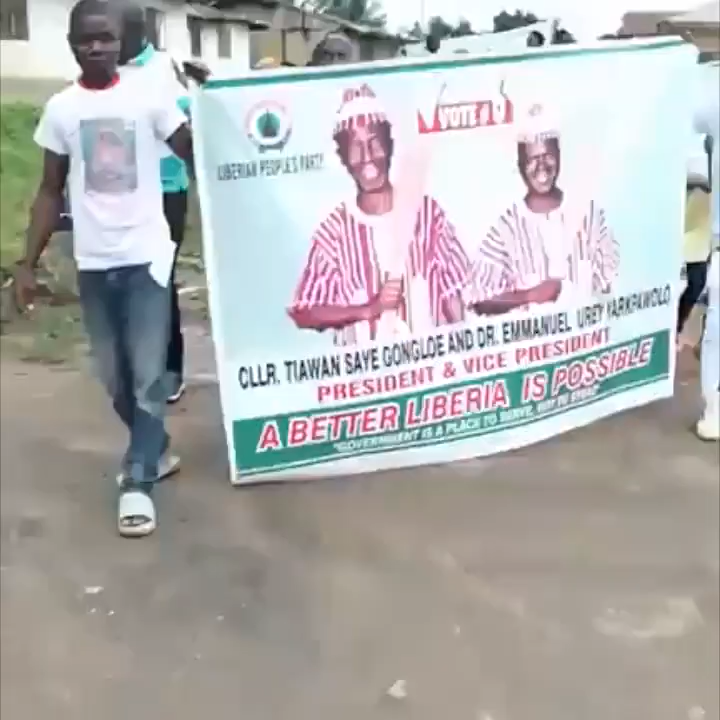 LIBERIAN PEOPLE'S PARTY
VOTE
CLLR. TIAWAN SAYE GONGLOE AND DR. EMMANUEL UREY YARKPAWOLO
PRESIDENT & VICE PRESIDENT
A BETTER LIBERIA IS POSSIBLE
"GOVERNMENT IS A PLACE TO SERVE, NOT TO STEAL"